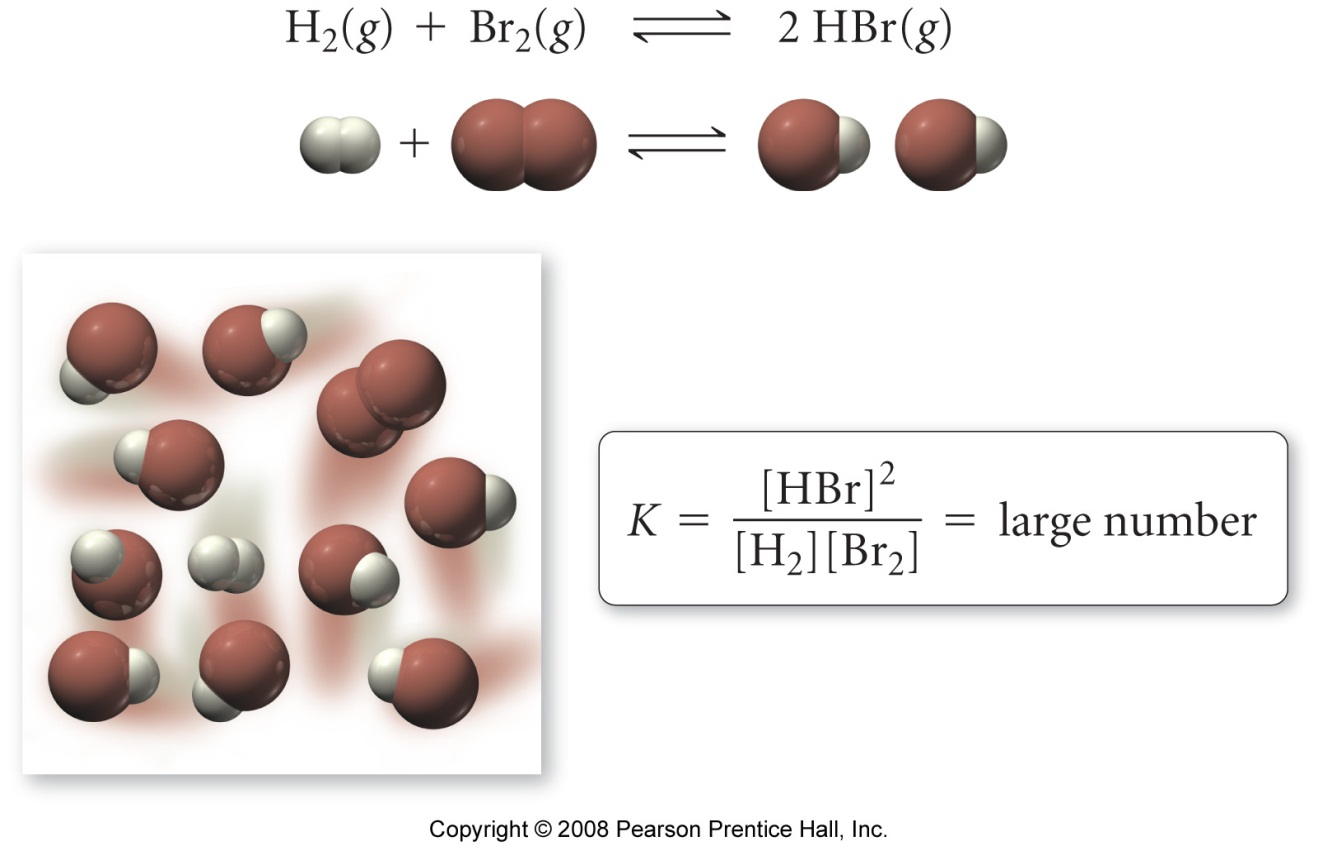 H₂(g) + Br₂(g) ⇌ 2 HBr(g)
+ ⇌
K = [HBr]² / [H₂][Br₂] = large number
Copyright © 2008 Pearson Prentice Hall, Inc.